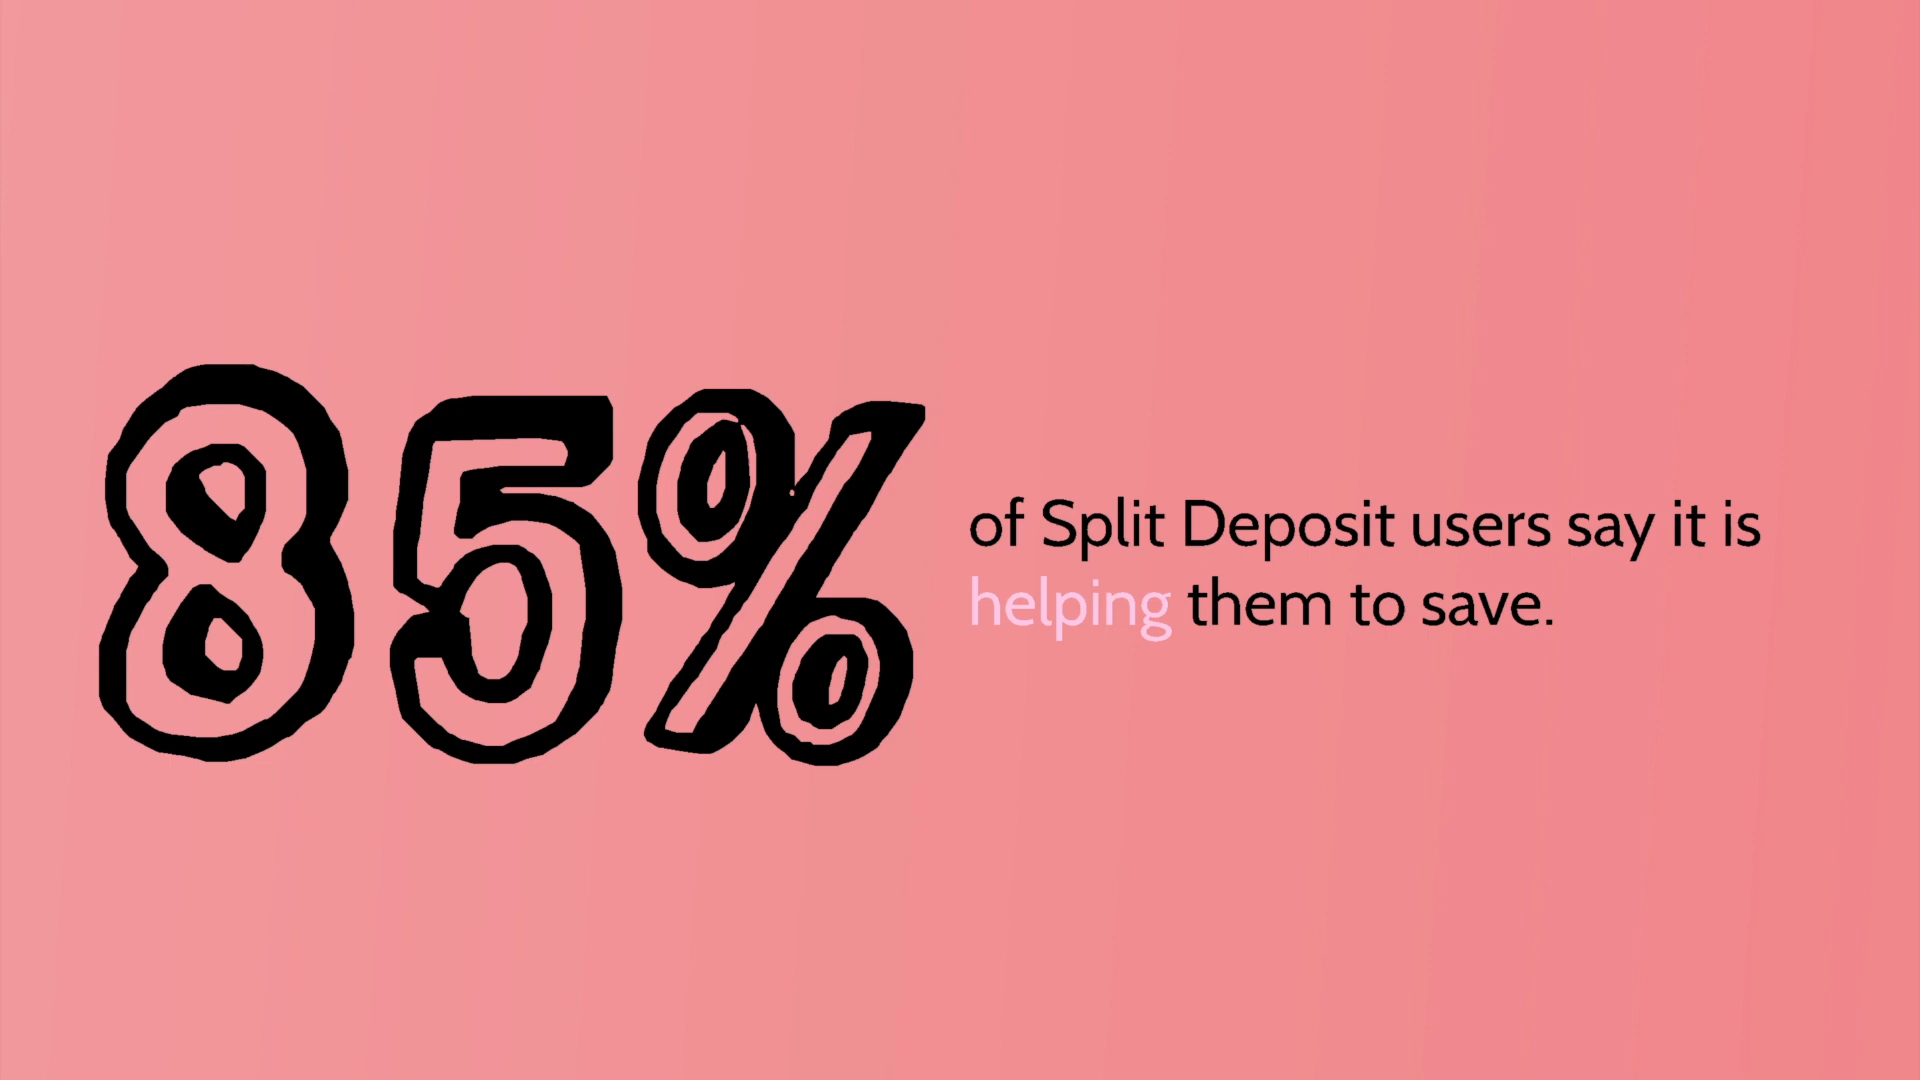 85%
of Split Deposit users say it is
helping them to save.